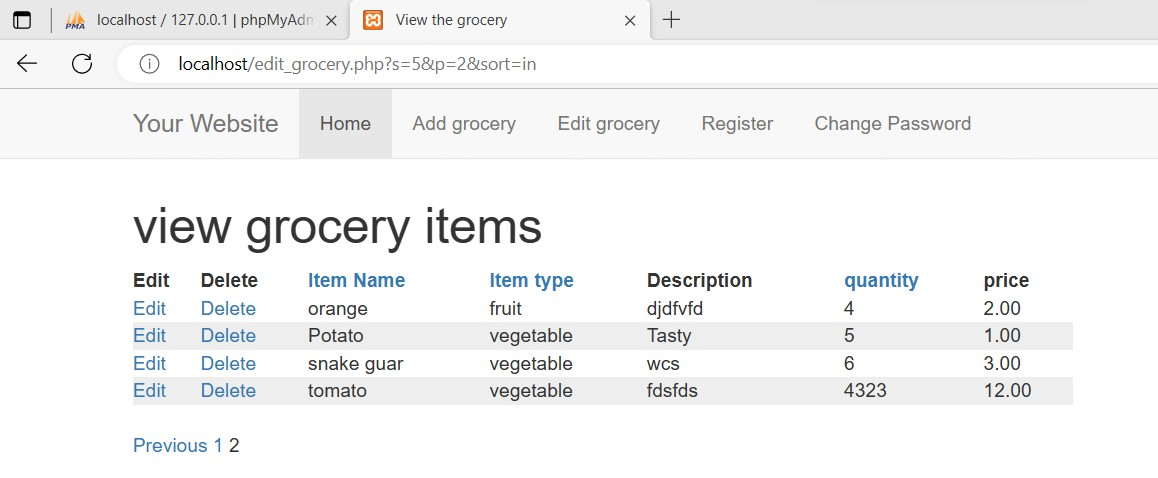 PMA localhost / 127.0.0.1 | phpMyAdm View the grocery
localhost/edit_grocery.php?s=5&p=2&sort=in
Your Website Home Add grocery Edit grocery Register Change Password
view grocery items
Edit Delete Item Name Item type Description quantity price
Edit Delete orange fruit djdfvfd 4 2.00
Edit Delete Potato vegetable Tasty 5 1.00
Edit Delete snake guar vegetable wcs 6 3.00
Edit Delete tomato vegetable fdsfds 4323 12.00
Previous 1 2